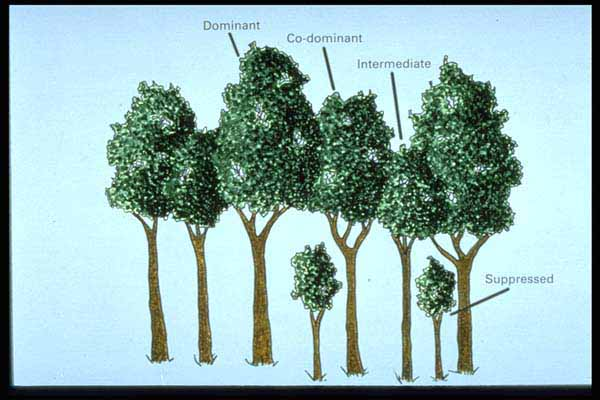 Dominant
Co-dominant
Intermediate
Suppressed